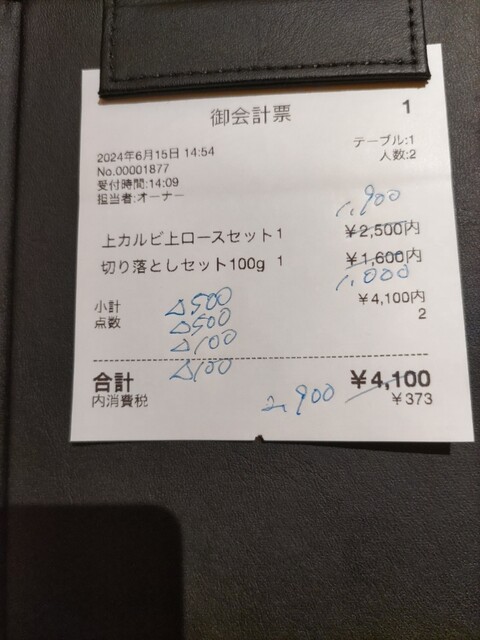 御会計票 1
2024年6月15日 14:54 テーブル:1
No.00001877 人数:2
受付時間:14:09
担当者:オーナー
1,900
上カルビ上ロースセット1 ¥2,500内
切り落としセット100g 1 ¥1,600内
1,000
小計 △500 ¥4,100内
点数 △500 2
△100
△100
合計 ¥4,100
内消費税 2,900 ¥373